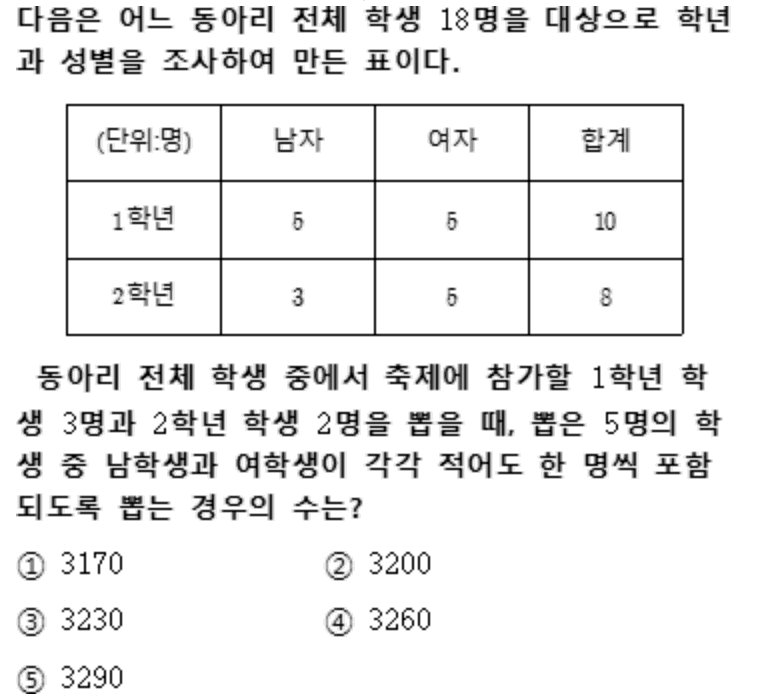 다음은 어느 동아리 전체 학생 18명을 대상으로 학년
과 성별을 조사하여 만든 표이다.
(단위:명) 남자 여자 합계
1학년 5 5 10
2학년 3 5 8
동아리 전체 학생 중에서 축제에 참가할 1학년 학
생 3명과 2학년 학생 2명을 뽑을 때, 뽑은 5명의 학
생 중 남학생과 여학생이 각각 적어도 한 명씩 포함
되도록 뽑는 경우의 수는?
① 3170 ② 3200
③ 3230 ④ 3260
⑤ 3290